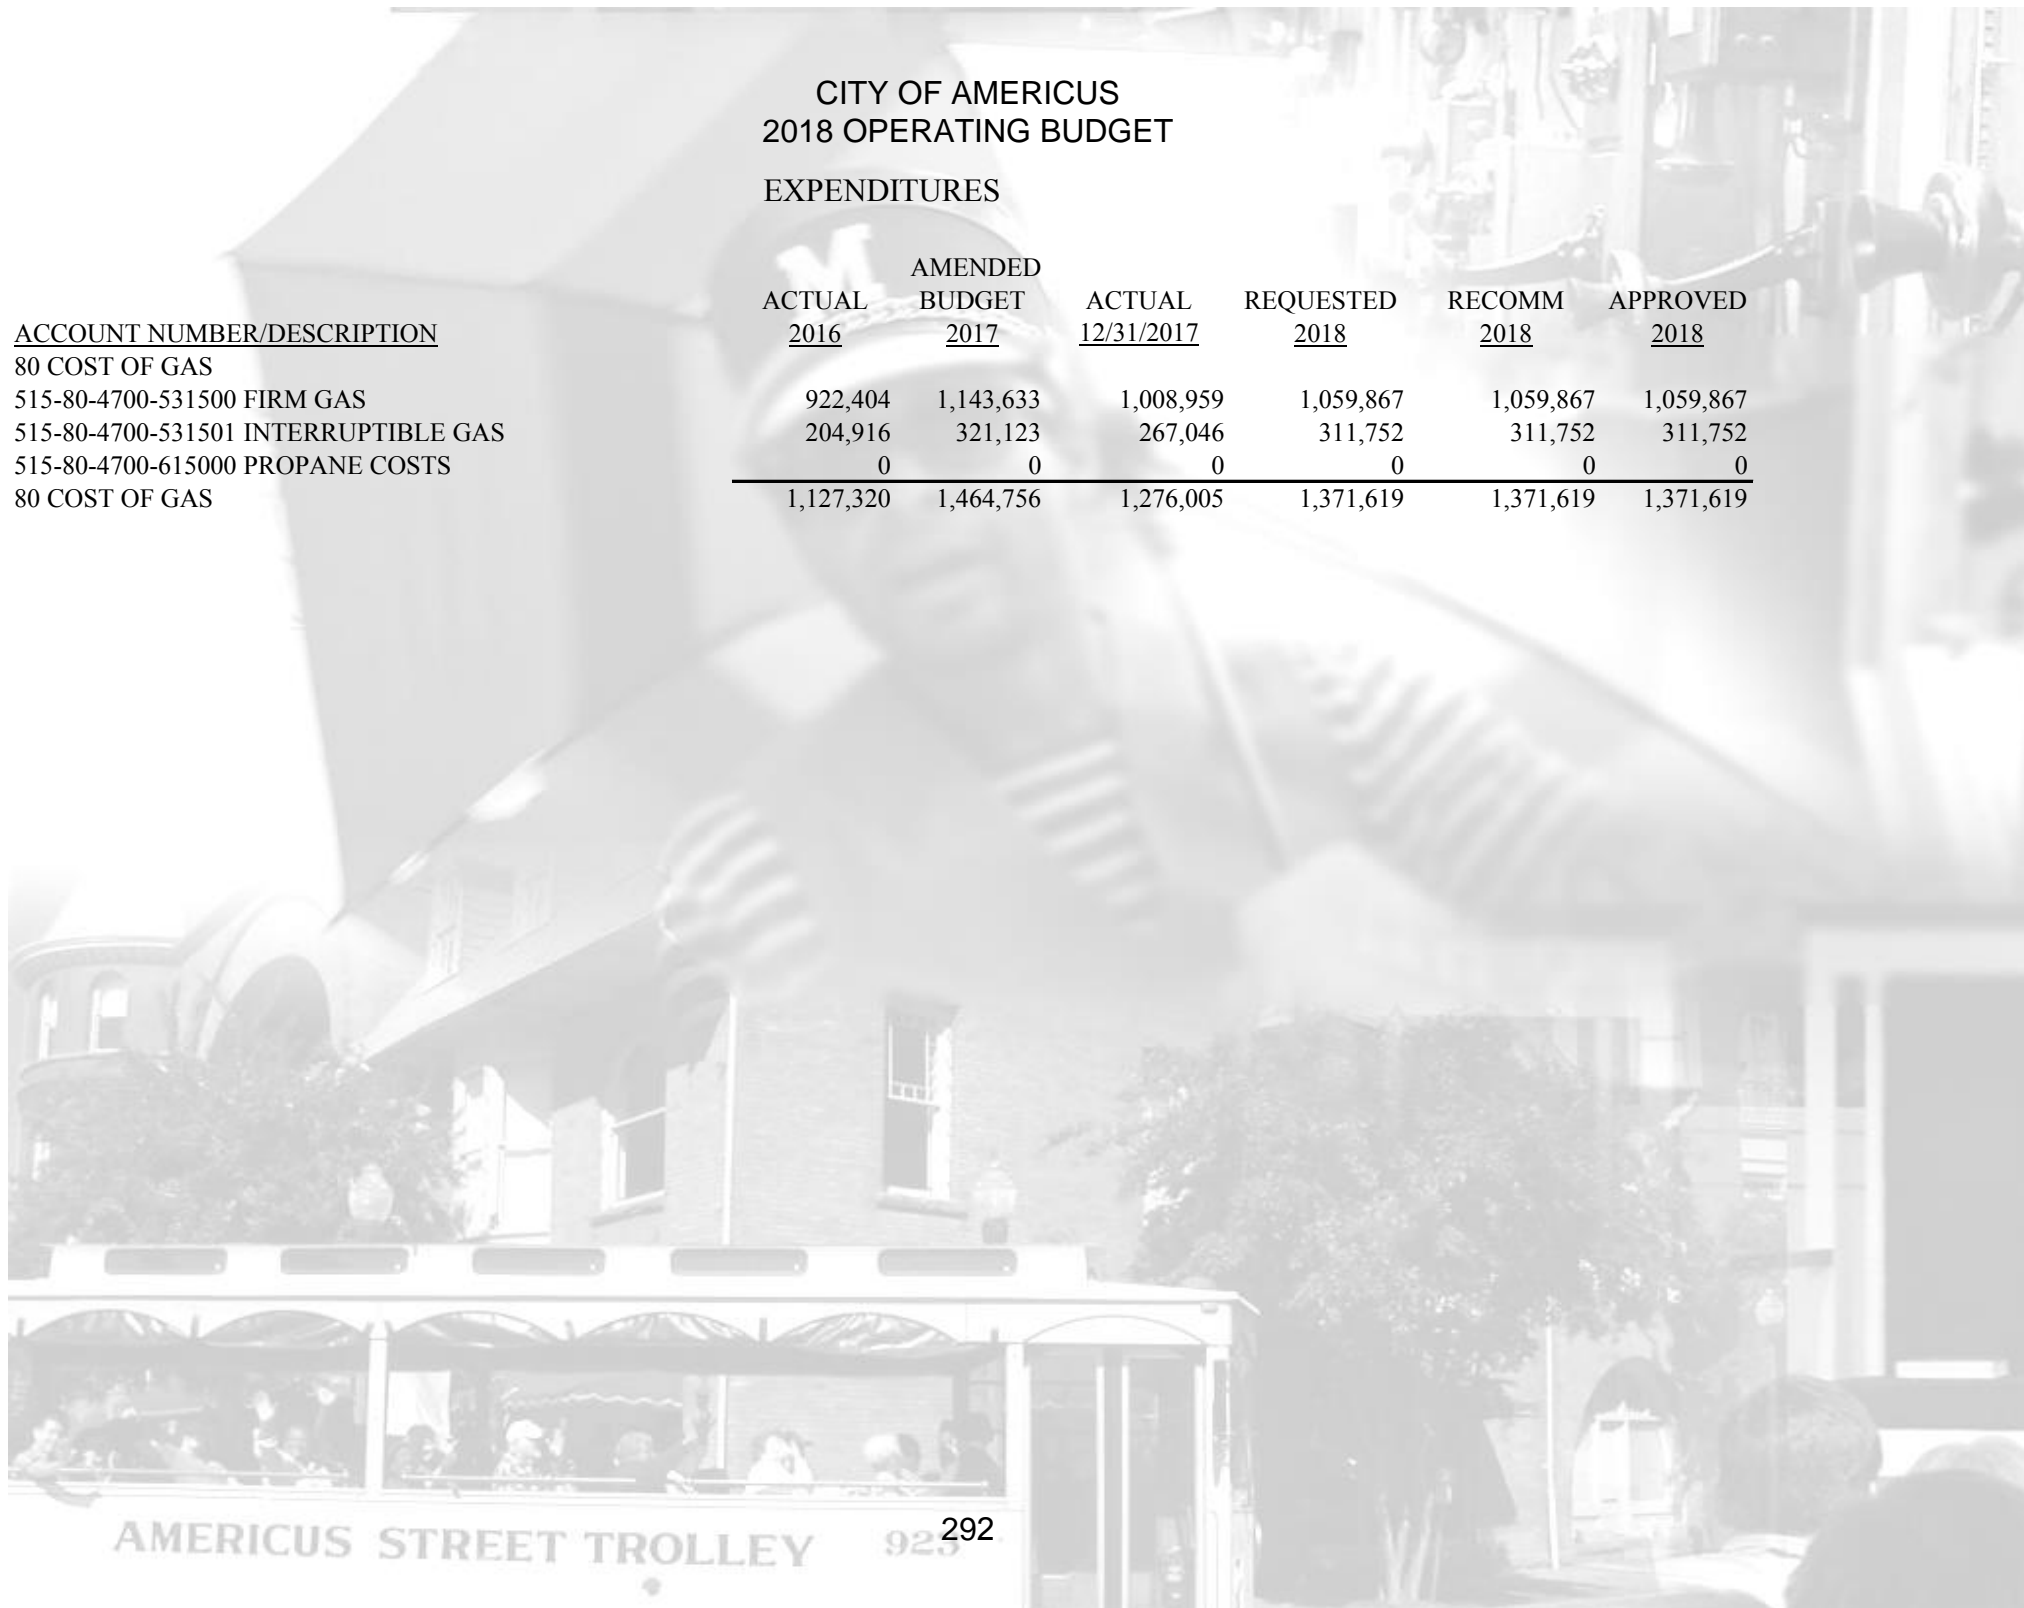 CITY OF AMERICUS
2018 OPERATING BUDGET
EXPENDITURES
AMENDED
ACTUAL BUDGET ACTUAL REQUESTED RECOMM APPROVED
ACCOUNT NUMBER/DESCRIPTION 2016 2017 12/31/2017 2018 2018 2018
80 COST OF GAS
515-80-4700-531500 FIRM GAS 922,404 1,143,633 1,008,959 1,059,867 1,059,867 1,059,867
515-80-4700-531501 INTERRUPTIBLE GAS 204,916 321,123 267,046 311,752 311,752 311,752
515-80-4700-615000 PROPANE COSTS 0 0 0 0 0 0
80 COST OF GAS 1,127,320 1,464,756 1,276,005 1,371,619 1,371,619 1,371,619
M
AMERICUS STREET TROLLEY 925
292